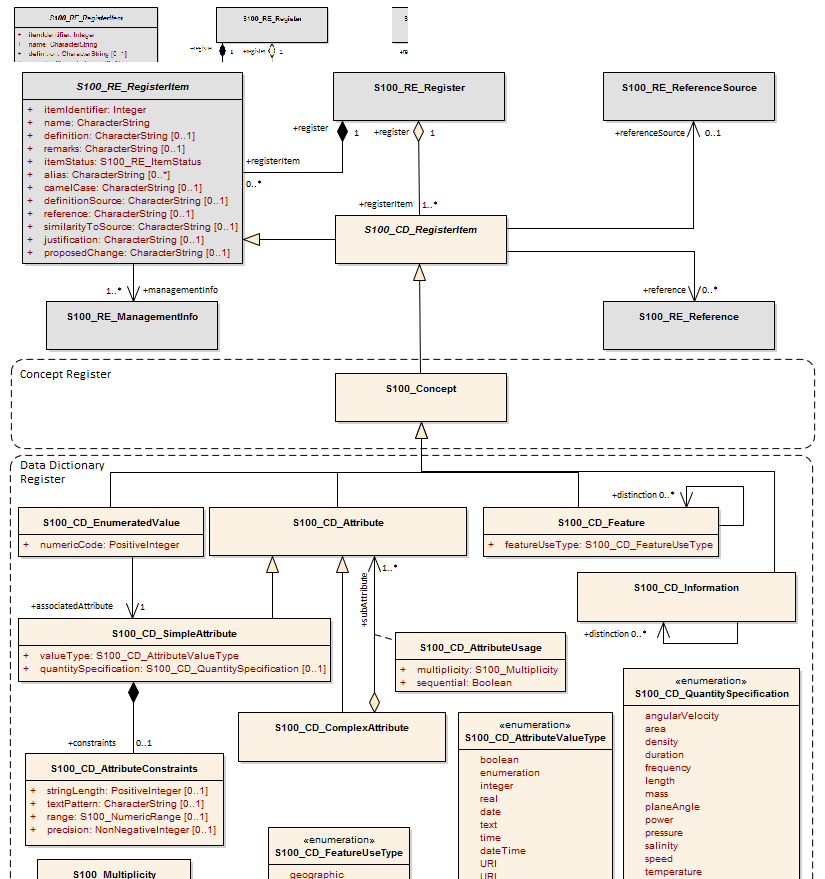 S100_RE_RegisterItem
+ itemIdentifier: Integer
+ name: CharacterString
+ definition: CharacterString [0..1]
S100_RE_Register
+register 1 +register 1
S100_RE_RegisterItem
+ itemIdentifier: Integer
+ name: CharacterString
+ definition: CharacterString [0..1]
+ remarks: CharacterString [0..1]
+ itemStatus: S100_RE_ItemStatus
+ alias: CharacterString [0..*]
+ camelCase: CharacterString [0..1]
+ definitionSource: CharacterString [0..1]
+ reference: CharacterString [0..1]
+ similarityToSource: CharacterString [0..1]
+ justification: CharacterString [0..1]
+ proposedChange: CharacterString [0..1]
S100_RE_Register
+register 1 +register 1
+registerItem
0..*
+registerItem 1..*
S100_RE_ReferenceSource
+referenceSource 0..1
S100_CD_RegisterItem
1..* +managementInfo
S100_RE_ManagementInfo
+reference 0..*
S100_RE_Reference
Concept Register
S100_Concept
Data Dictionary
Register
S100_CD_EnumeratedValue
+ numericCode: PositiveInteger
S100_CD_Attribute
+distinction 0..*
S100_CD_Feature
+ featureUseType: S100_CD_FeatureUseType
S100_CD_Information
+distinction 0..*
+associatedAttribute 1
1..*
+subAttribute
S100_CD_SimpleAttribute
+ valueType: S100_CD_AttributeValueType
+ quantitySpecification: S100_CD_QuantitySpecification [0..1]
S100_CD_AttributeUsage
+ multiplicity: S100_Multiplicity
+ sequential: Boolean
S100_CD_ComplexAttribute
+constraints 0..1
S100_CD_AttributeConstraints
+ stringLength: PositiveInteger [0..1]
+ textPattern: CharacterString [0..1]
+ range: S100_NumericRange [0..1]
+ precision: NonNegativeInteger [0..1]
«enumeration»
S100_CD_AttributeValueType
boolean
enumeration
integer
real
date
text
time
dateTime
URI
URL
«enumeration»
S100_CD_QuantitySpecification
angularVelocity
area
density
duration
frequency
length
mass
planeAngle
power
pressure
salinity
speed
temperature
S100_Multiplicity
«enumeration»
S100_CD_FeatureUseType
geographic